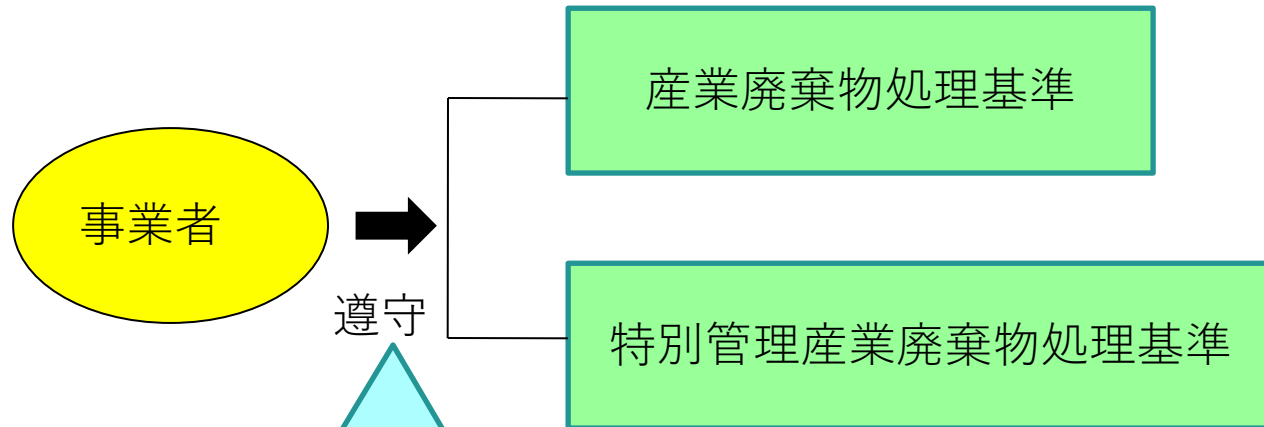 産業廃棄物処理基準
事業者
遵守
特別管理産業廃棄物処理基準